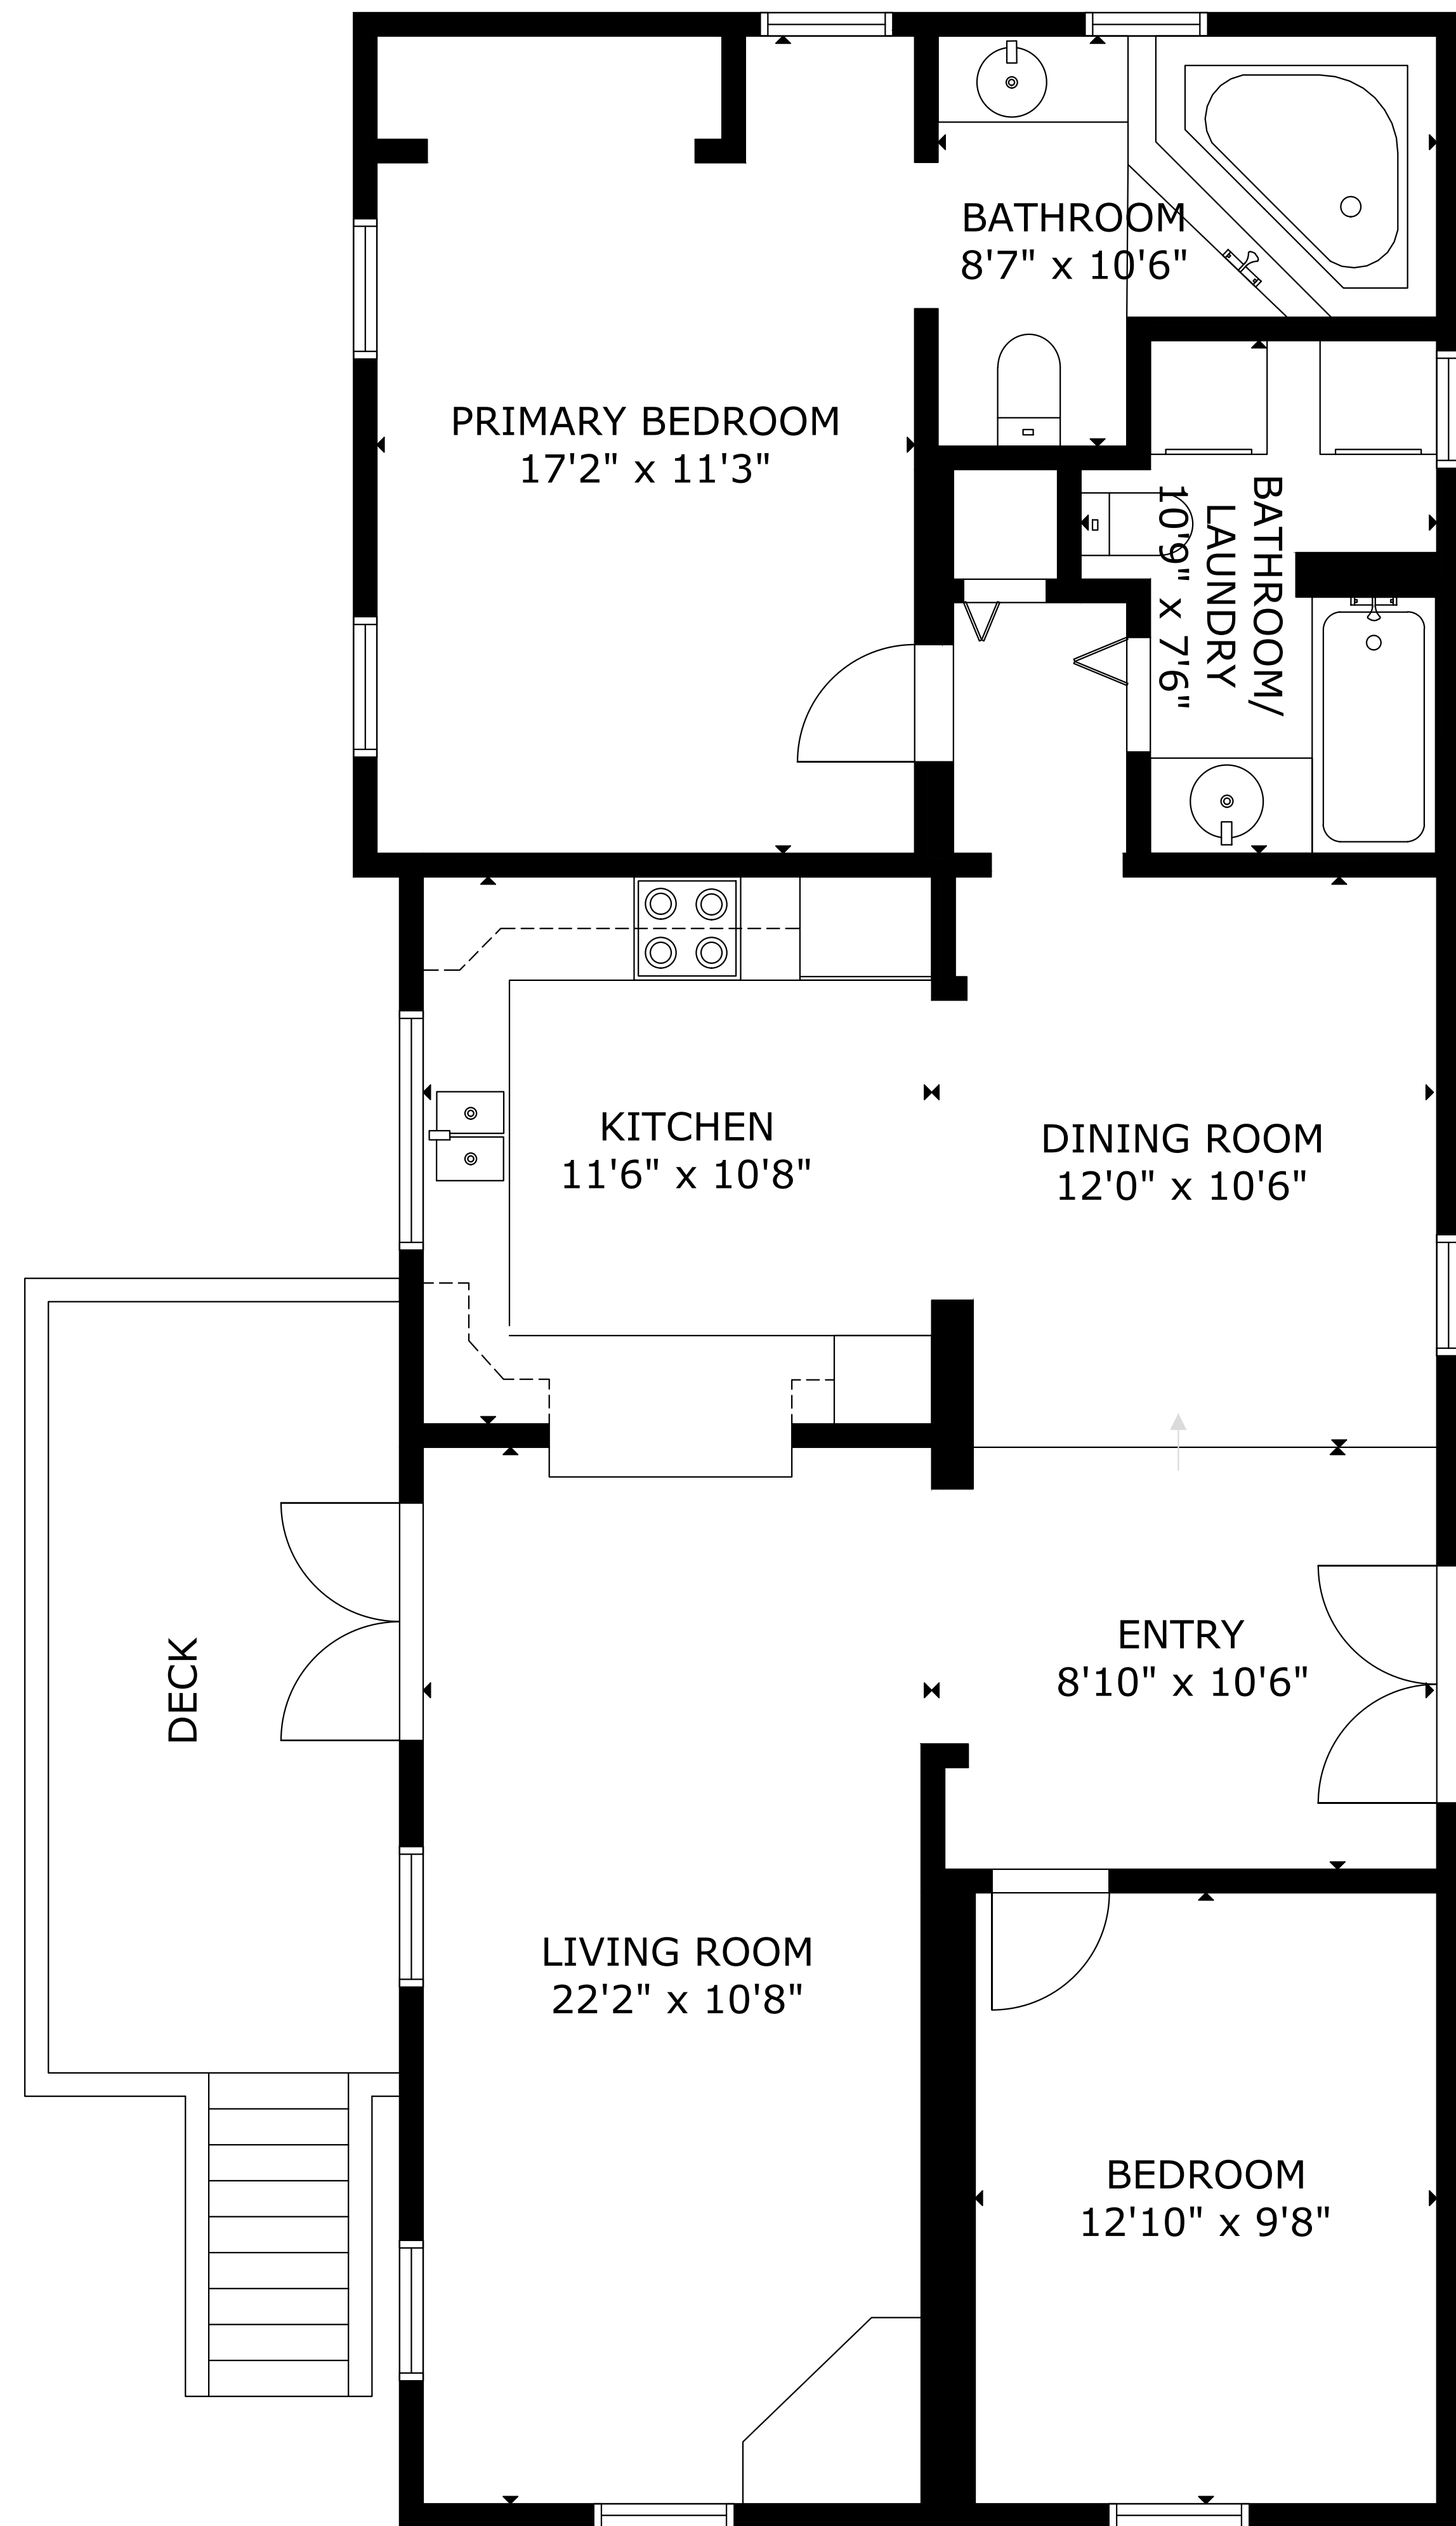 BATHROOM
8'7" x 10'6"
PRIMARY BEDROOM
17'2" x 11'3"
BATHROOM/
LAUNDRY
10'9" x 7'6"
KITCHEN
11'6" x 10'8"
DINING ROOM
12'0" x 10'6"
DECK
ENTRY
8'10" x 10'6"
LIVING ROOM
22'2" x 10'8"
BEDROOM
12'10" x 9'8"